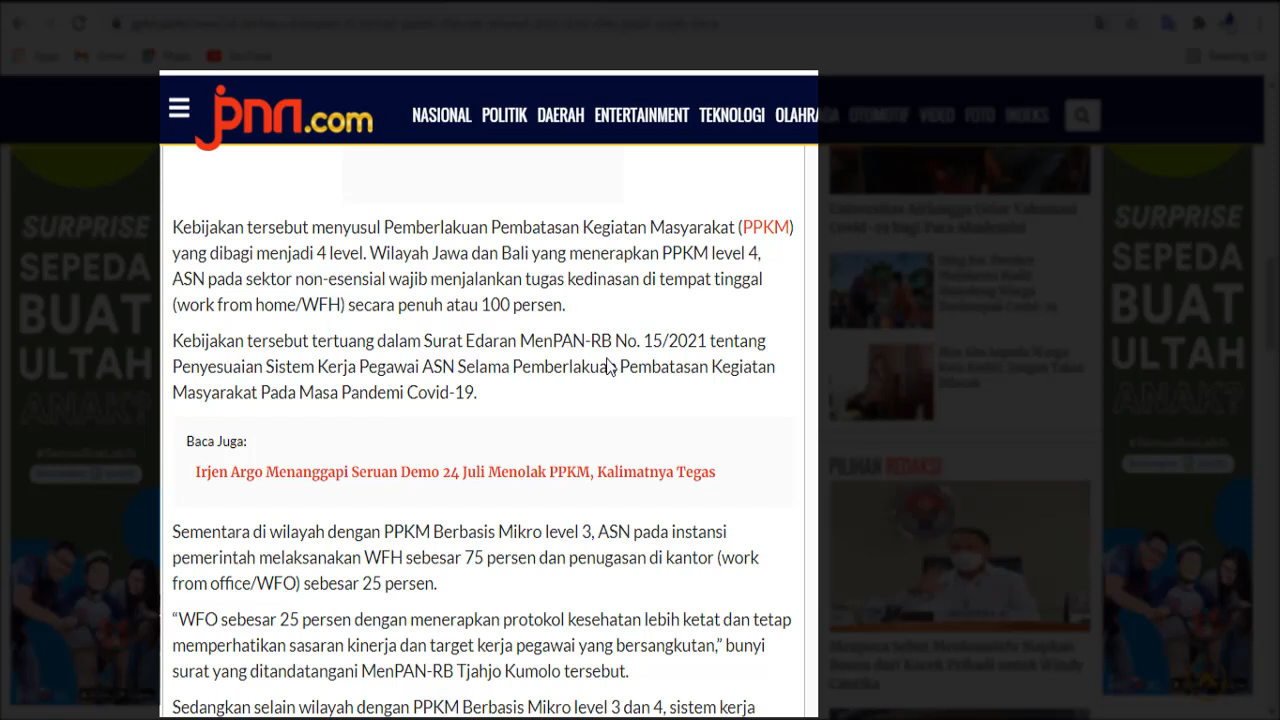 jpnn.com
NASIONAL POLITIK DAERAH ENTERTAINMENT TEKNOLOGI OLAHRA OTOMOTIF VIDEO FOTO INDEKS
Kebijakan tersebut menyusul Pemberlakuan Pembatasan Kegiatan Masyarakat (PPKM)
yang dibagi menjadi 4 level. Wilayah Jawa dan Bali yang menerapkan PPKM level 4,
ASN pada sektor non-esensial wajib menjalankan tugas kedinasan di tempat tinggal
(work from home/WFH) secara penuh atau 100 persen.
Kebijakan tersebut tertuang dalam Surat Edaran MenPAN-RB No. 15/2021 tentang
Penyesuaian Sistem Kerja Pegawai ASN Selama Pemberlakuan Pembatasan Kegiatan
Masyarakat Pada Masa Pandemi Covid-19.
Baca Juga:
Irjen Argo Menanggapi Seruan Demo 24 Juli Menolak PPKM, Kalimatnya Tegas
Sementara di wilayah dengan PPKM Berbasis Mikro level 3, ASN pada instansi
pemerintah melaksanakan WFH sebesar 75 persen dan penugasan di kantor (work
from office/WFO) sebesar 25 persen.
“WFO sebesar 25 persen dengan menerapkan protokol kesehatan lebih ketat dan tetap
memperhatikan sasaran kinerja dan target kerja pegawai yang bersangkutan,” bunyi
surat yang ditandatangani MenPAN-RB Tjahjo Kumolo tersebut.
Sedangkan selain wilayah dengan PPKM Berbasis Mikro level 3 dan 4, sistem kerja
SURPRISE
SEPEDA
BUAT
ULTAH
ANAK?
PILIHAN REDAKSI
SURPRISE
SEPEDA
BUAT
ULTAH
ANAK?